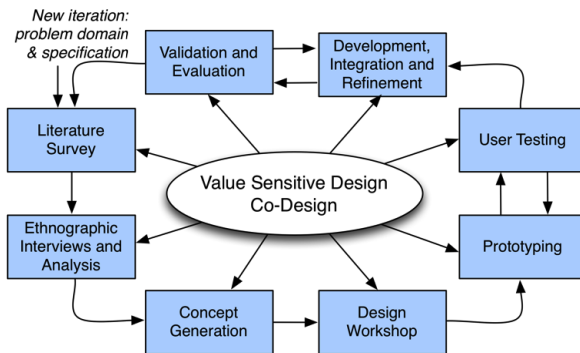 New iteration:
problem domain
& specification
Validation and
Evaluation
Development,
Integration and
Refinement
Literature
Survey
User Testing
Value Sensitive Design
Co-Design
Ethnographic
Interviews and
Analysis
Prototyping
Concept
Generation
Design
Workshop